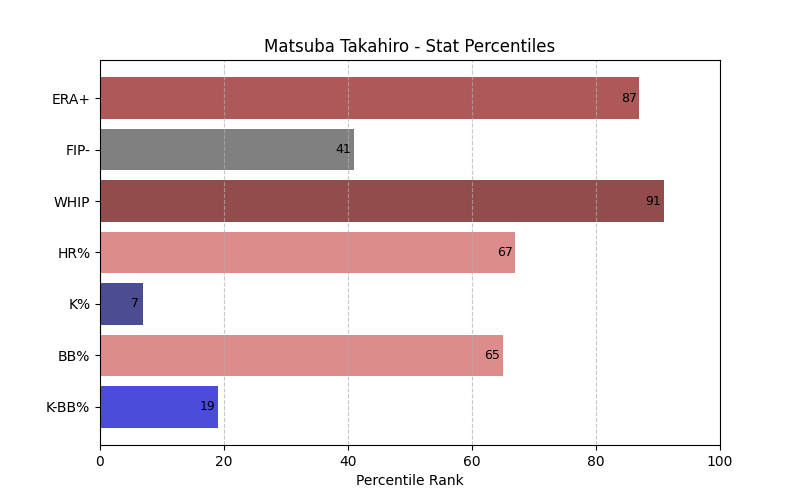 Matsuba Takahiro - Stat Percentiles
ERA+
87
FIP-
41
WHIP
91
HR%
67
K%
7
BB%
65
K-BB%
19
0 20 40 60 80 100
Percentile Rank